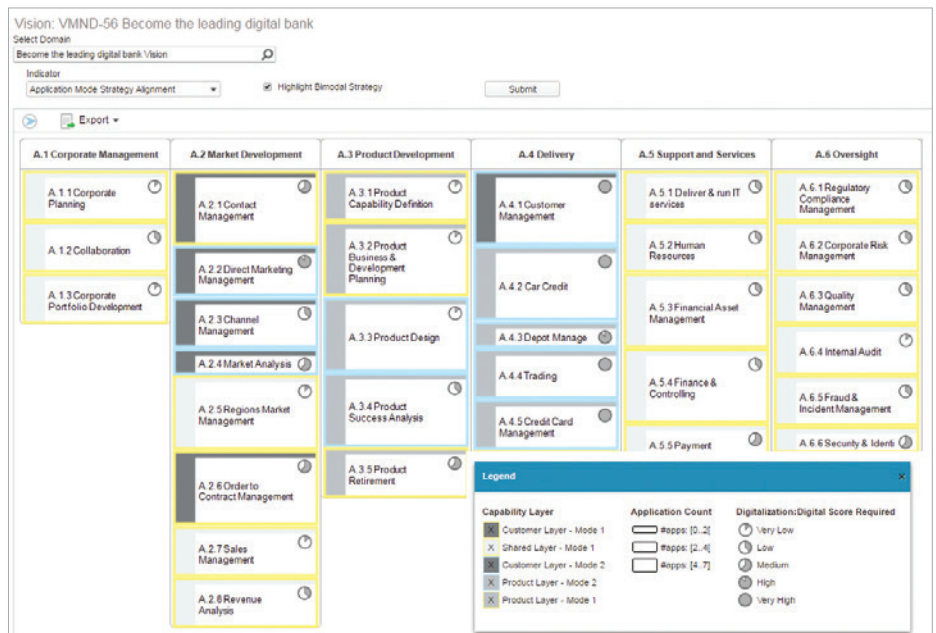 Vision: VMND-56 Become the leading digital bank
Select Domain
Become the leading digital bank Vision
Indicator
Application Mode Strategy Alignment
Highlight Bimodal Strategy
Submit
Export
A.1 Corporate Management
A.1.1 Corporate
Planning
A.1.2 Collaboration
A.1.3 Corporate
Portfolio Development
A.2 Market Development
A.2.1 Contact
Management
A.2.2 Direct Marketing
Management
A.2.3 Channel
Management
A.2.4 Market Analysis
A.2.5 Regions Market
Management
A.2.6 Order to
Contract Management
A.2.7 Sales
Management
A.2.8 Revenue
Analysis
A.3 Product Development
A.3.1 Product
Capability Definition
A.3.2 Product
Business &
Development
Planning
A.3.3 Product Design
A.3.4 Product
Success Analysis
A.3.5 Product
Retirement
A.4 Delivery
A.4.1 Customer
Management
A.4.2 Car Credit
A.4.3 Depot Manage
A.4.4 Trading
A.4.5 Credit Card
Management
A.5 Support and Services
A.5.1 Deliver & run IT
services
A.5.2 Human
Resources
A.5.3 Financial Asset
Management
A.5.4 Finance &
Controlling
A.5.5 Payment
A.6 Oversight
A.6.1 Regulatory
Compliance
Management
A.6.2 Corporate Risk
Management
A.6.3 Quality
Management
A.6.4 Internal Audit
A.6.5 Fraud &
Incident Management
A.6.6 Security & Identi
Legend
×
Capability Layer
X Customer Layer - Mode 1
X Shared Layer - Mode 1
X Customer Layer - Mode 2
X Product Layer - Mode 2
X Product Layer - Mode 1
Application Count
#apps: [0..2[
#apps: [2..4[
#apps: [4..7]
Digitalization:Digital Score Required
Very Low
Low
Medium
High
Very High